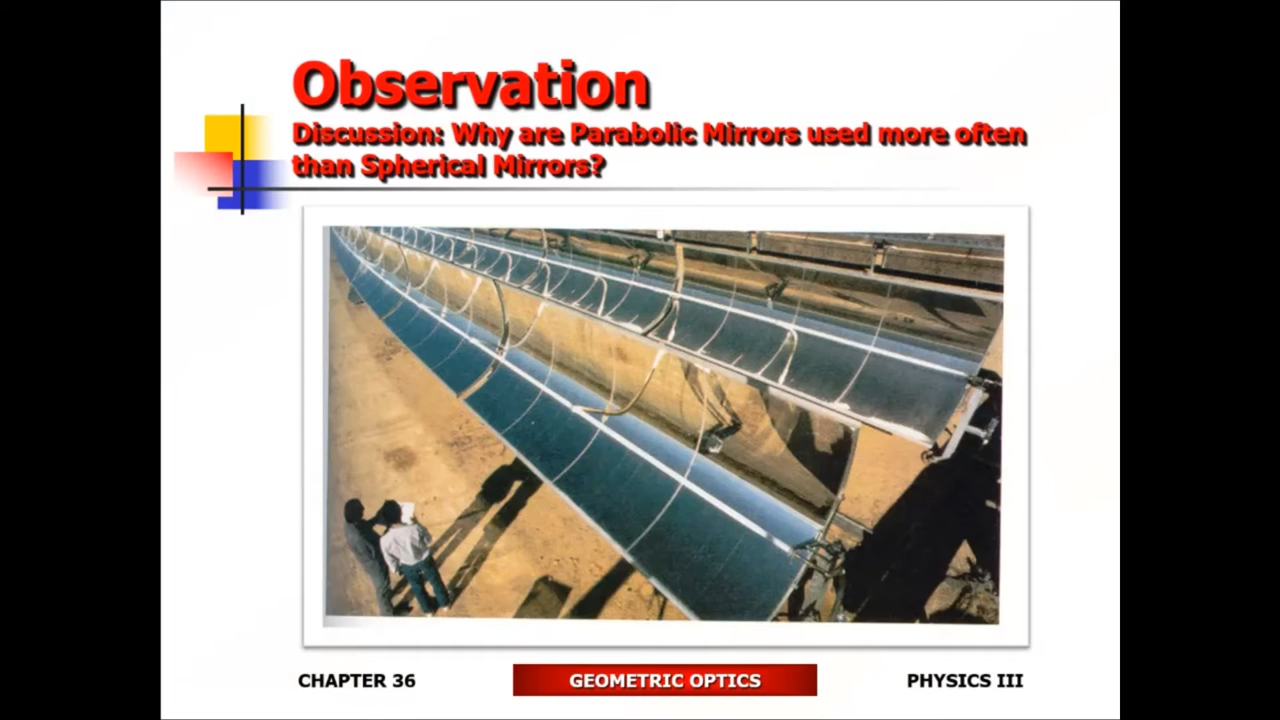 Observation
Discussion: Why are Parabolic Mirrors used more often
than Spherical Mirrors?
CHAPTER 36
GEOMETRIC OPTICS
PHYSICS III